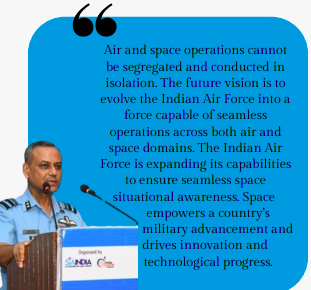 Air and space operations cannot
be segregated and conducted in
isolation. The future vision is to
evolve the Indian Air Force into a
force capable of seamless
operations across both air and
space domains. The Indian Air
Force is expanding its capabilities
to ensure seamless space
situational awareness. Space
empowers a country's
military advancement and
drives innovation and
technological progress.
Organised by
INDIA